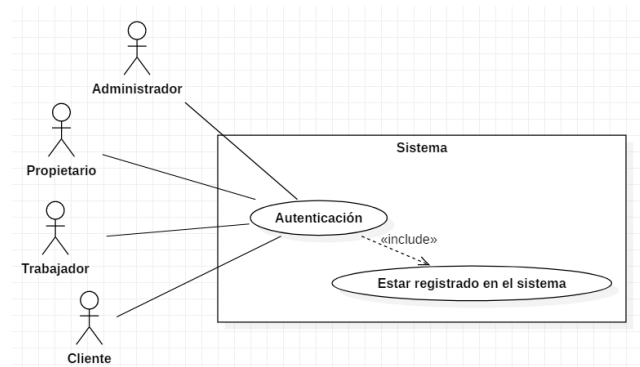 Administrador
Propietario
Sistema
Trabajador
Autenticación
«include»
Estar registrado en el sistema
Cliente